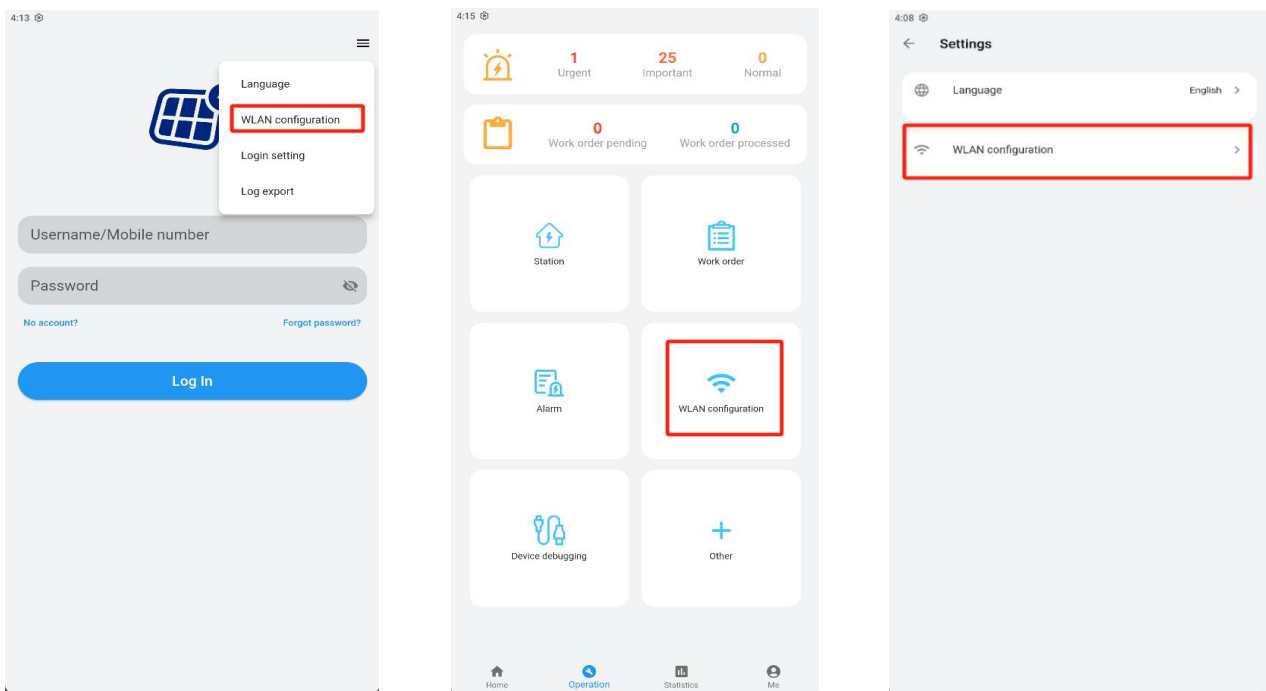 4:13
Language
WLAN configuration
Login setting
Log export
Username/Mobile number
Password
No account? Forgot password?
Log In
4:15
1 25 0
Urgent Important Normal
0 0
Work order pending Work order processed
Station Work order
Alarm WLAN configuration
Device debugging Other
Home Operation Statistics Me
4:08
Settings
Language English
WLAN configuration